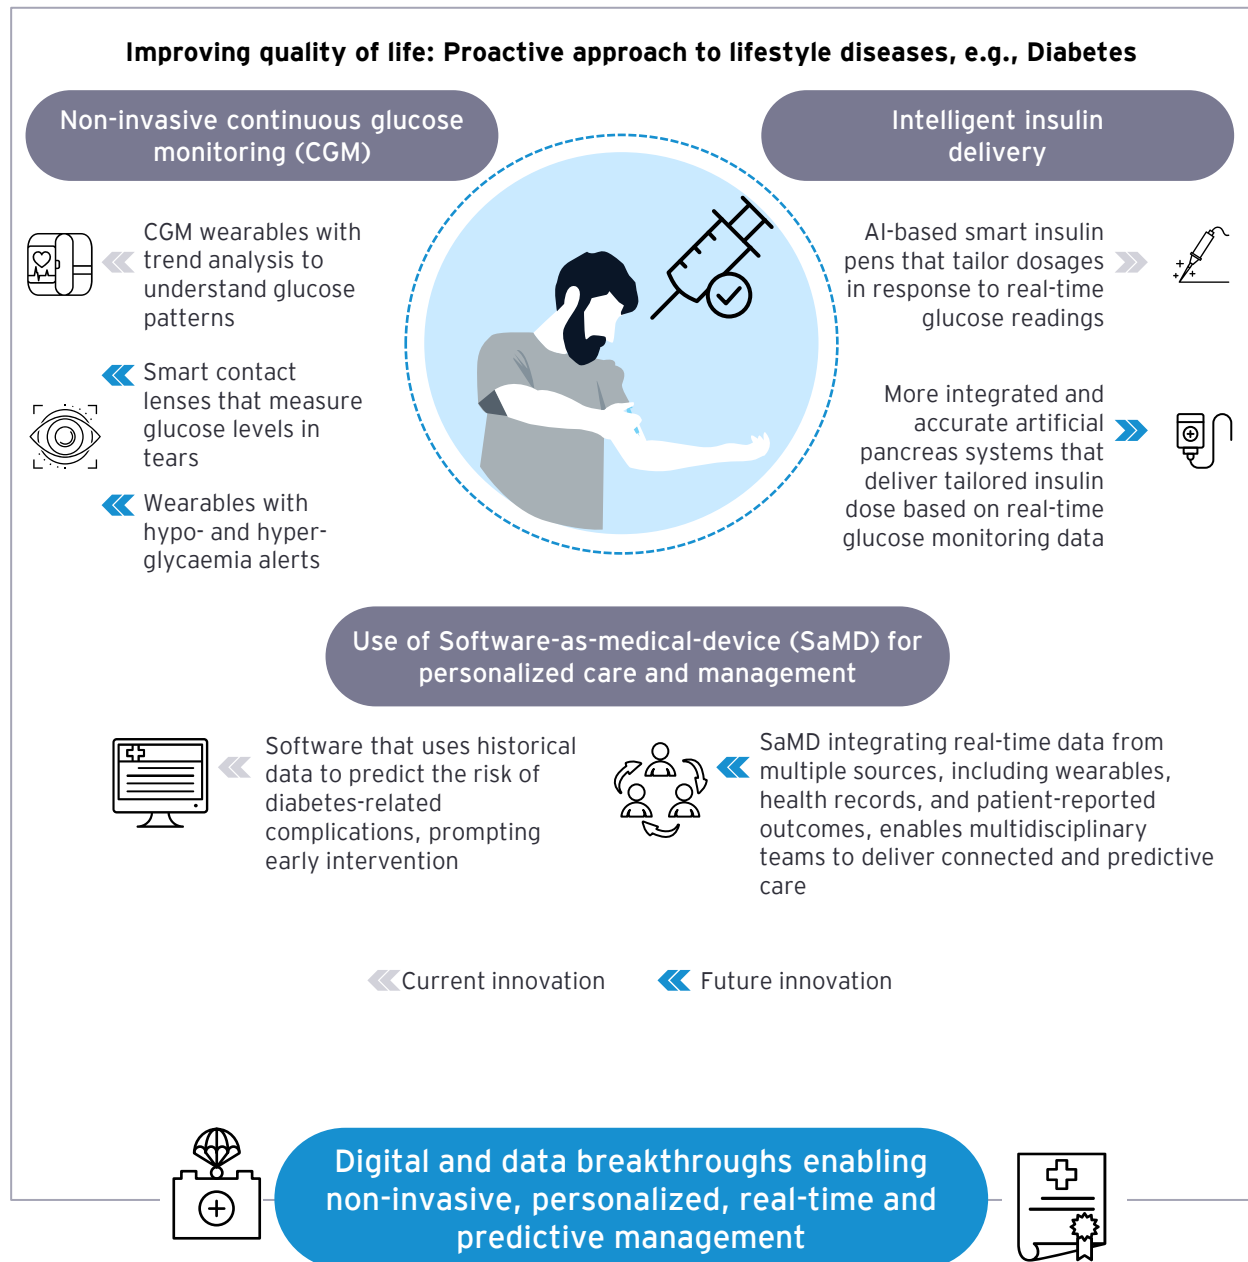 Improving quality of life: Proactive approach to lifestyle diseases, e.g., Diabetes
Non-invasive continuous glucose
monitoring (CGM)
CGM wearables with
trend analysis to
understand glucose
patterns
Smart contact
lenses that measure
glucose levels in
tears
Wearables with
hypo- and hyper-
glycaemia alerts
Intelligent insulin
delivery
AI-based smart insulin
pens that tailor dosages
in response to real-time
glucose readings
More integrated and
accurate artificial
pancreas systems that
deliver tailored insulin
dose based on real-time
glucose monitoring data
Use of Software-as-medical-device (SaMD) for
personalized care and management
Software that uses historical
data to predict the risk of
diabetes-related
complications, prompting
early intervention
SaMD integrating real-time data from
multiple sources, including wearables,
health records, and patient-reported
outcomes, enables multidisciplinary
teams to deliver connected and predictive
care
Current innovation
Future innovation
Digital and data breakthroughs enabling
non-invasive, personalized, real-time and
predictive management